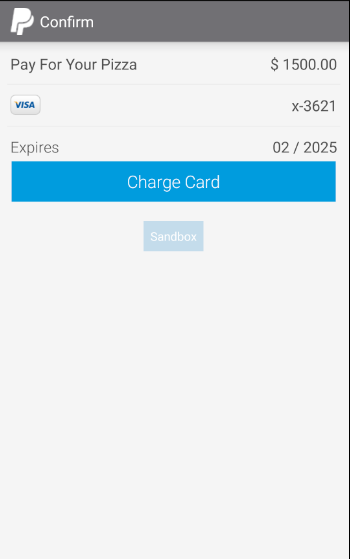 Confirm
Pay For Your Pizza $ 1500.00
VISA x-3621
Expires 02 / 2025
Charge Card
Sandbox